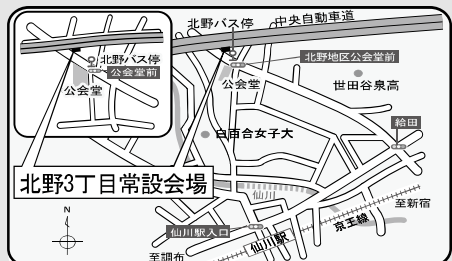 北野バス停
中央自動車道
北野バス停
公会堂前
公会堂
北野地区公会堂前
公会堂
世田谷泉高
給田
白百合女子大
北野3丁目常設会場
仙川
N
至新宿
仙川駅入口
京王線
仙川駅
至調布